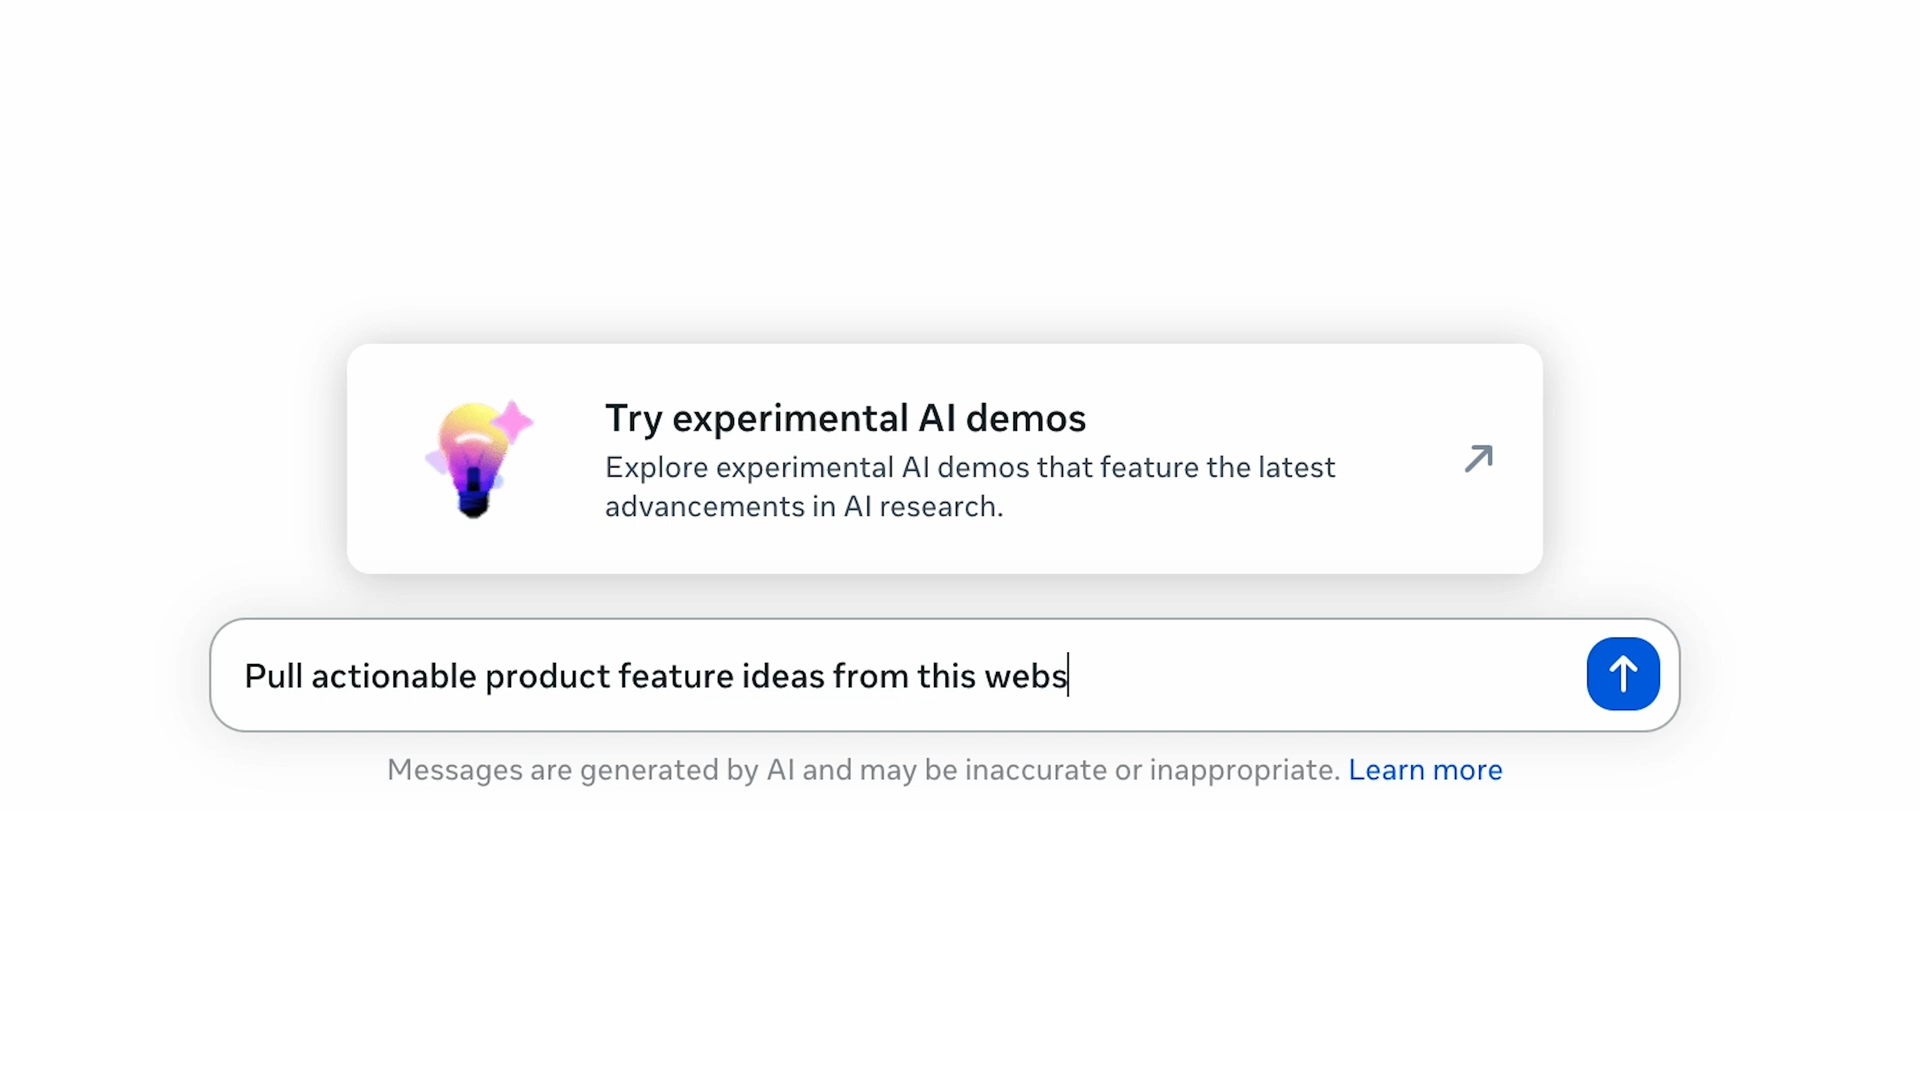 Try experimental AI demos
Explore experimental AI demos that feature the latest
advancements in AI research.
Pull actionable product feature ideas from this webs
Messages are generated by AI and may be inaccurate or inappropriate. Learn more